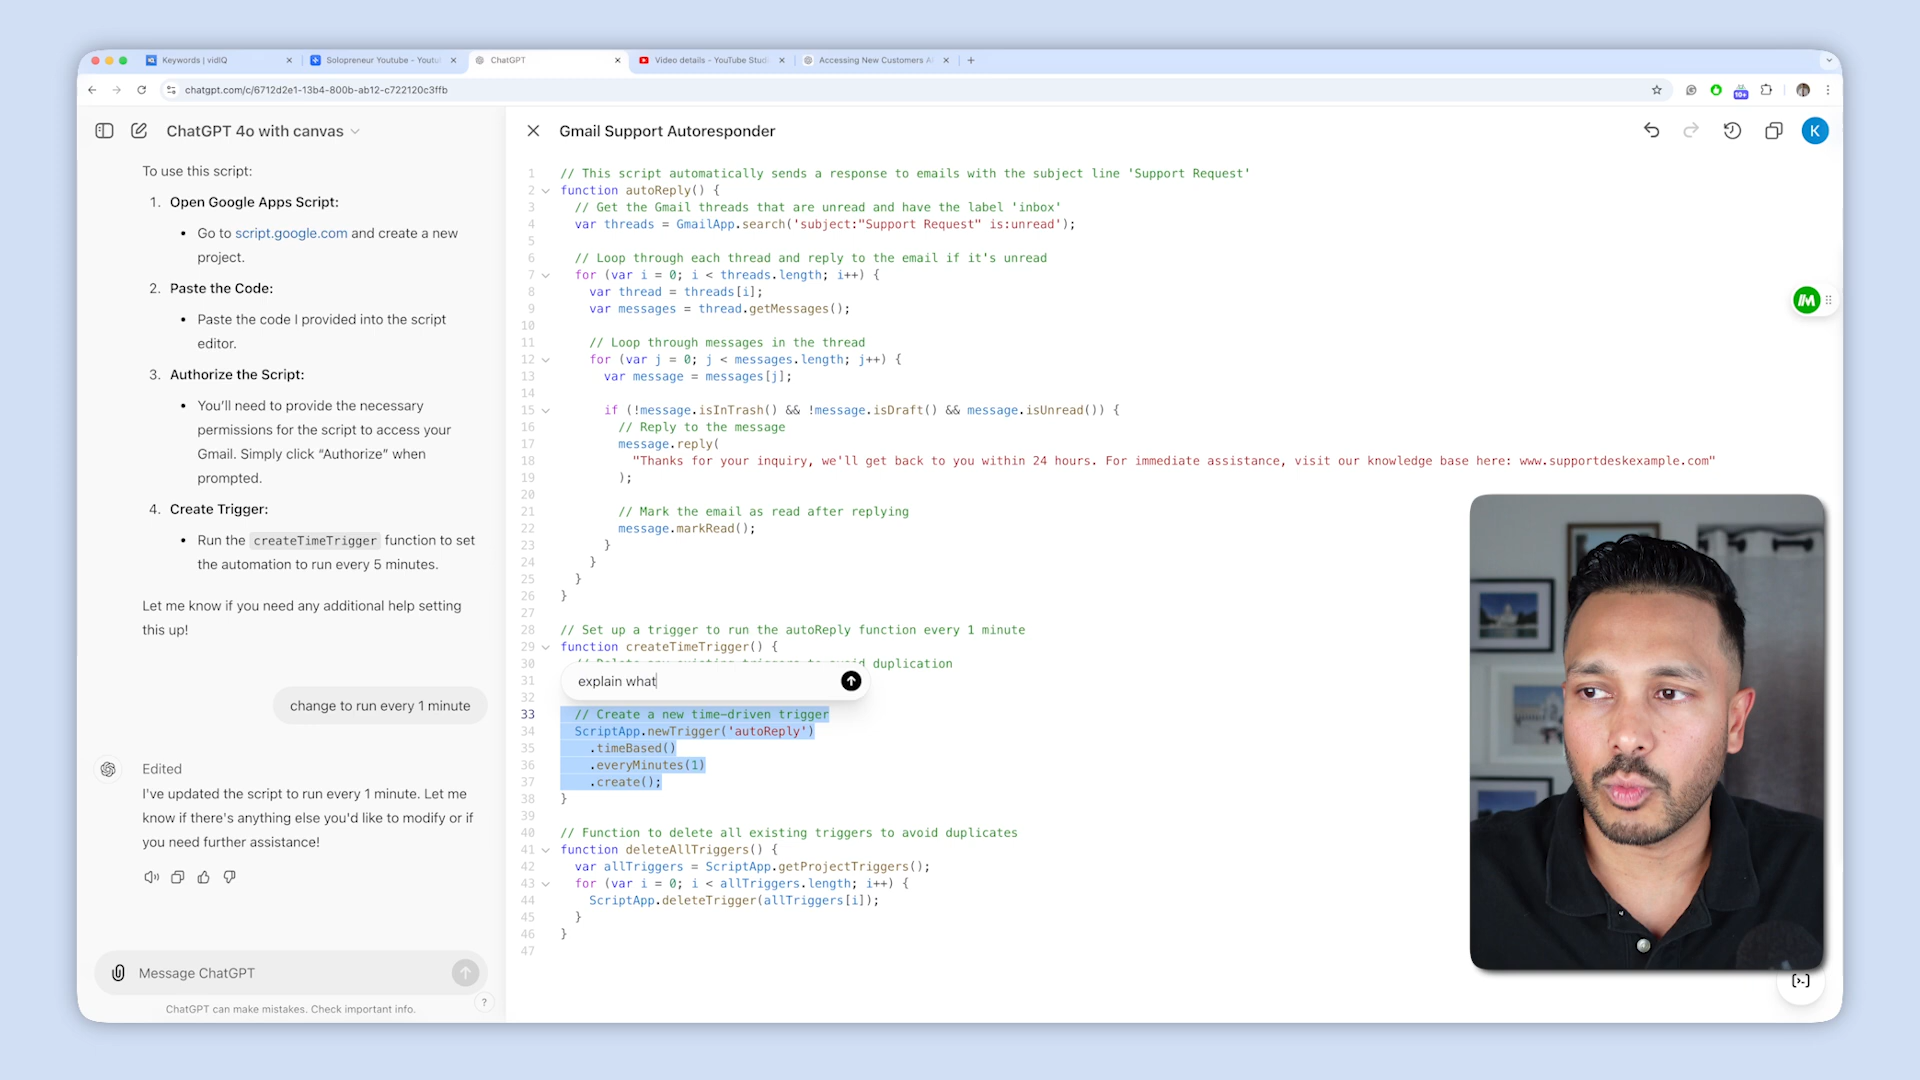 Keywords | vidIQ
Solopreneur Youtube - Youtu
ChatGPT
Video details - YouTube Stud
Accessing New Customers A
chatgpt.com/c/6712d2e1-13b4-800b-ab12-c722120c3ffb
ChatGPT 4o with canvas
To use this script:
1. Open Google Apps Script:
• Go to script.google.com and create a new
project.
2. Paste the Code:
• Paste the code I provided into the script
editor.
3. Authorize the Script:
• You'll need to provide the necessary
permissions for the script to access your
Gmail. Simply click “Authorize” when
prompted.
4. Create Trigger:
• Run the createTimeTrigger function to set
the automation to run every 5 minutes.
Let me know if you need any additional help setting
this up!
change to run every 1 minute
Edited
I've updated the script to run every 1 minute. Let me
know if there's anything else you'd like to modify or if
you need further assistance!
Message ChatGPT
ChatGPT can make mistakes. Check important info.
?
Gmail Support Autoresponder
K
1 // This script automatically sends a response to emails with the subject line 'Support Request'
2 function autoReply() {
3 // Get the Gmail threads that are unread and have the label 'inbox'
4 var threads = GmailApp.search('subject:"Support Request" is:unread');
5
6 // Loop through each thread and reply to the email if it's unread
7 for (var i = 0; i < threads.length; i++) {
8 var thread = threads[i];
9 var messages = thread.getMessages();
10
11 // Loop through messages in the thread
12 for (var j = 0; j < messages.length; j++) {
13 var message = messages[j];
14
15 if (!message.isInTrash() && !message.isDraft() && message.isUnread()) {
16 // Reply to the message
17 message.reply(
18 "Thanks for your inquiry, we'll get back to you within 24 hours. For immediate assistance, visit our knowledge base here: www.supportdeskexample.com"
19 );
20
21 // Mark the email as read after replying
22 message.markRead();
23 }
24 }
25 }
26 }
27
28 // Set up a trigger to run the autoReply function every 1 minute
29 function createTimeTrigger() {
30 // Delete any existing triggers to avoid duplication
31 explain what
32
33 // Create a new time-driven trigger
34 ScriptApp.newTrigger('autoReply')
35 .timeBased()
36 .everyMinutes(1)
37 .create();
38 }
39
40 // Function to delete all existing triggers to avoid duplicates
41 function deleteAllTriggers() {
42 var allTriggers = ScriptApp.getProjectTriggers();
43 for (var i = 0; i < allTriggers.length; i++) {
44 ScriptApp.deleteTrigger(allTriggers[i]);
45 }
46 }
47